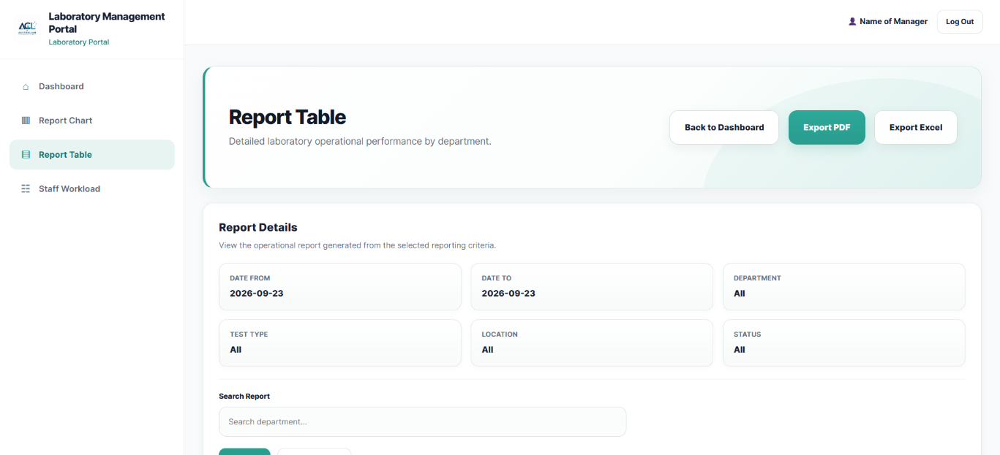 ACL
AUSTRALIAN
Laboratory Management
Portal
Laboratory Portal
Name of Manager
Log Out
Dashboard
Report Chart
Report Table
Staff Workload
Report Table
Detailed laboratory operational performance by department.
Back to Dashboard
Export PDF
Export Excel
Report Details
View the operational report generated from the selected reporting criteria.
DATE FROM
2026-09-23
DATE TO
2026-09-23
DEPARTMENT
All
TEST TYPE
All
LOCATION
All
STATUS
All
Search Report
Search department...